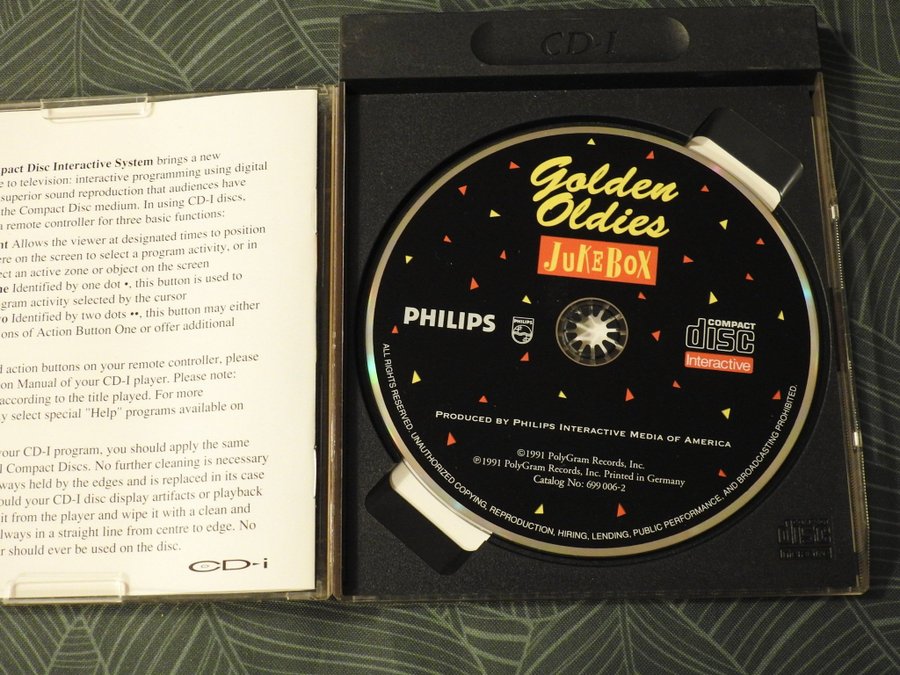 pact Disc Interactive System brings a new
e to television: interactive programming using digital
superior sound reproduction that audiences have
the Compact Disc medium. In using CD-I discs.
a remote controller for three basic functions:
nt Allows the viewer at designated times to position
ere on the screen to select a program activity, or in
ect an active zone or object on the screen
ne Identified by one dot •, this button is used to
gram activity selected by the cursor
vo Identified by two dots ••, this button may either
ons of Action Button One or offer additional
d action buttons on your remote controller, please
on Manual of your CD-I player. Please note:
according to the title played. For more
y select special "Help" programs available on
your CD-I program, you should apply the same
l Compact Discs. No further cleaning is necessary
ways held by the edges and is replaced in its case
ould your CD-I disc display artifacts or playback
it from the player and wipe it with a clean and
lways in a straight line from centre to edge. No
r should ever be used on the disc.
CD-i
CD-I
Golden
Oldies
JUKEBOX
PHILIPS
PHILIPS
COMPACT
disc
Interactive
PRODUCED BY PHILIPS INTERACTIVE MEDIA OF AMERICA
©1991 PolyGram Records, Inc.
℗1991 PolyGram Records, Inc. Printed in Germany
Catalog No: 699 006-2
ALL RIGHTS RESERVED. UNAUTHORIZED COPYING, REPRODUCTION, HIRING, LENDING, PUBLIC PERFORMANCE, AND BROADCASTING PROHIBITED.
COMPACT
disc
Interactive